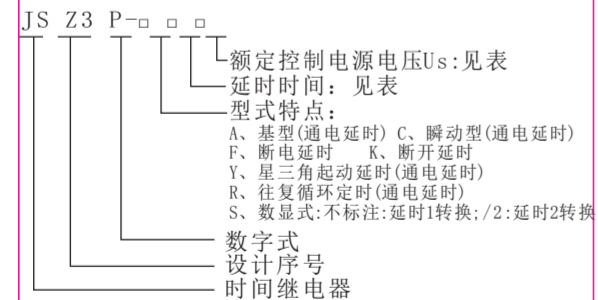 JS Z3 P-□ □ □
额定控制电源电压Us:见表
延时时间：见表
型式特点：
A、基型(通电延时) C、瞬动型(通电延时)
F、断电延时 K、断开延时
Y、星三角起动延时(通电延时)
R、往复循环定时(通电延时)
S、数显式:不标注:延时1转换;/2:延时2转换
数字式
设计序号
时间继电器